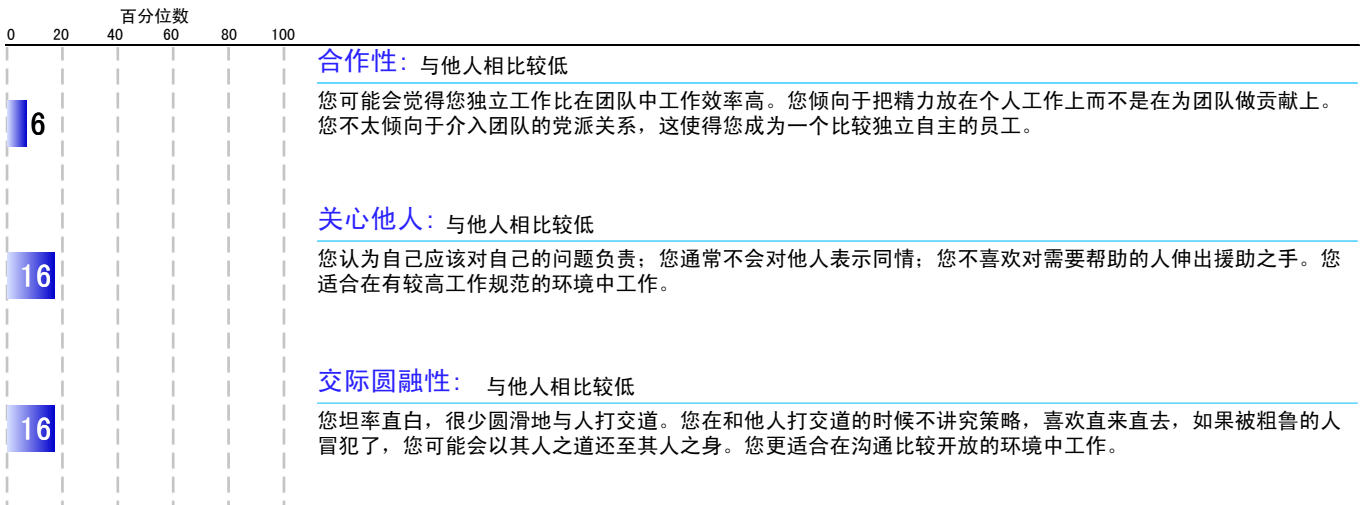 百分位数
0 20 40 60 80 100
合作性: 与他人相比较低
您可能会觉得您独立工作比在团队中工作效率高。您倾向于把精力放在个人工作上而不是在为团队做贡献上。
您不太倾向于介入团队的党派关系，这使得您成为一个比较独立自主的员工。
6
关心他人: 与他人相比较低
您认为自己应该对自己的问题负责；您通常不会对他人表示同情；您不喜欢对需要帮助的人伸出援助之手。您
适合在有较高工作规范的环境中工作。
16
交际圆融性: 与他人相比较低
您坦率直白，很少圆滑地与人打交道。您在和他人打交道的时候不讲究策略，喜欢直来直去，如果被粗鲁的人
冒犯了，您可能会以其人之道还至其人之身。您更适合在沟通比较开放的环境中工作。
16